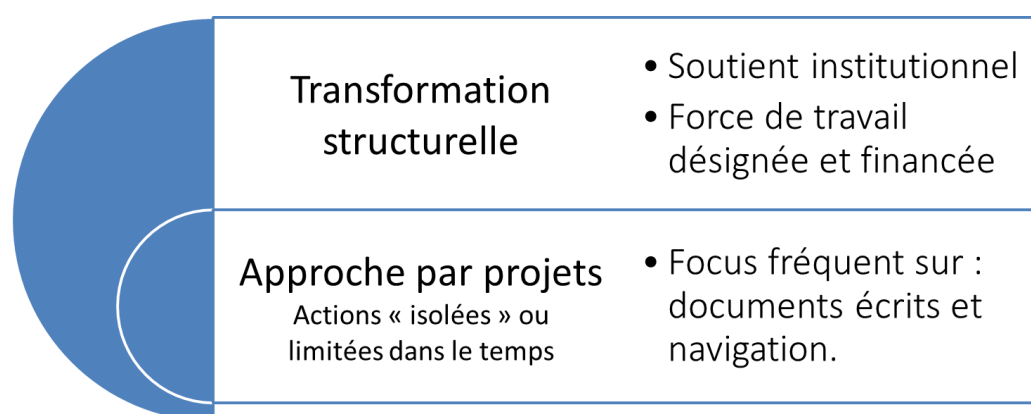 Transformation
structurelle
• Soutient institutionnel
• Force de travail
désignée et financée
Approche par projets
Actions « isolées » ou
limitées dans le temps
• Focus fréquent sur :
documents écrits et
navigation.